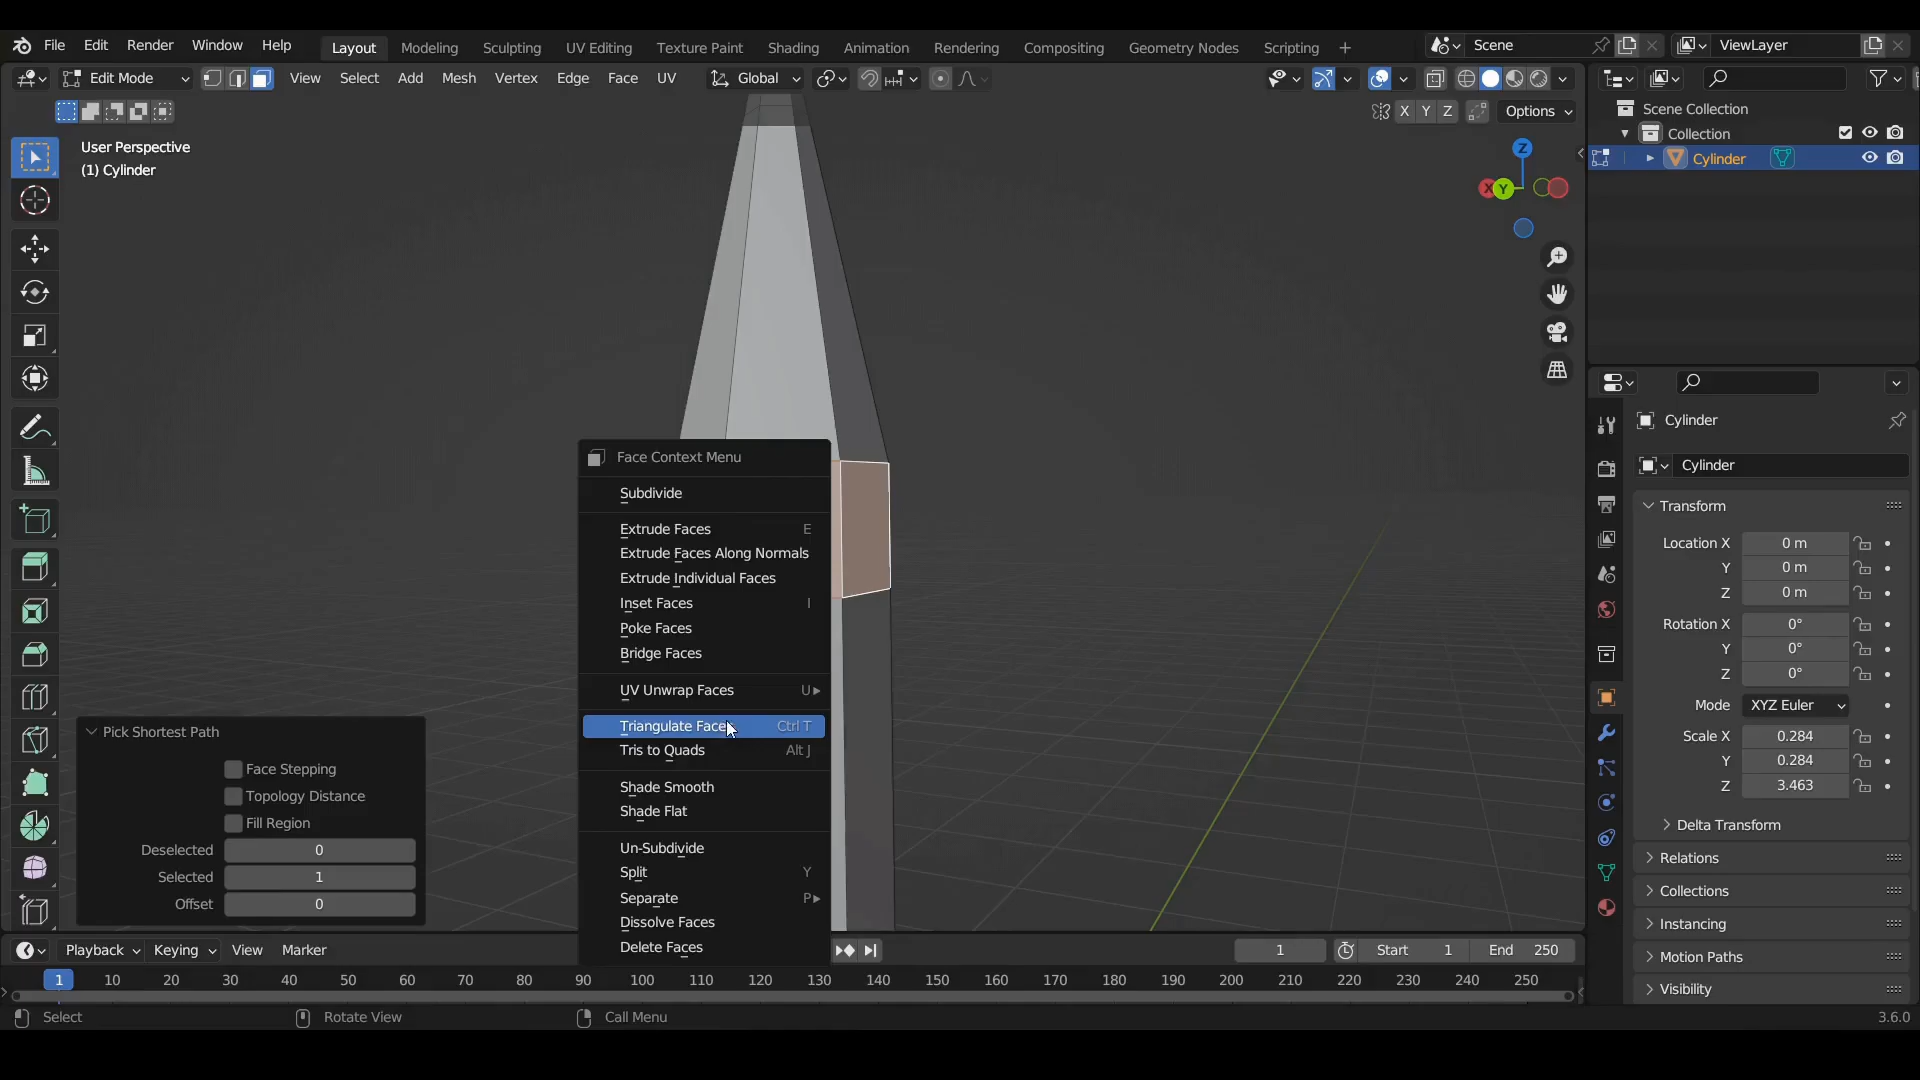 File Edit Render Window Help Layout Modeling Sculpting UV Editing Texture Paint Shading Animation Rendering Compositing Geometry Nodes Scripting + Scene ViewLayer
Edit Mode View Select Add Mesh Vertex Edge Face UV Global
X Y Z Options
User Perspective
(1) Cylinder
Z
X Y
Scene Collection
Collection
Cylinder
Cylinder
Cylinder
Transform
Location X 0 m
Y 0 m
Z 0 m
Rotation X 0°
Y 0°
Z 0°
Mode XYZ Euler
Scale X 0.284
Y 0.284
Z 3.463
Delta Transform
Relations
Collections
Instancing
Motion Paths
Visibility
Face Context Menu
Subdivide
Extrude Faces E
Extrude Faces Along Normals
Extrude Individual Faces
Inset Faces I
Poke Faces
Bridge Faces
UV Unwrap Faces U
Triangulate Faces Ctrl T
Tris to Quads Alt J
Shade Smooth
Shade Flat
Un-Subdivide
Split Y
Separate P
Dissolve Faces
Delete Faces
Pick Shortest Path
Face Stepping
Topology Distance
Fill Region
Deselected 0
Selected 1
Offset 0
Playback Keying View Marker 1 Start 1 End 250
1 10 20 30 40 50 60 70 80 90 100 110 120 130 140 150 160 170 180 190 200 210 220 230 240 250
Select Rotate View Call Menu 3.6.0